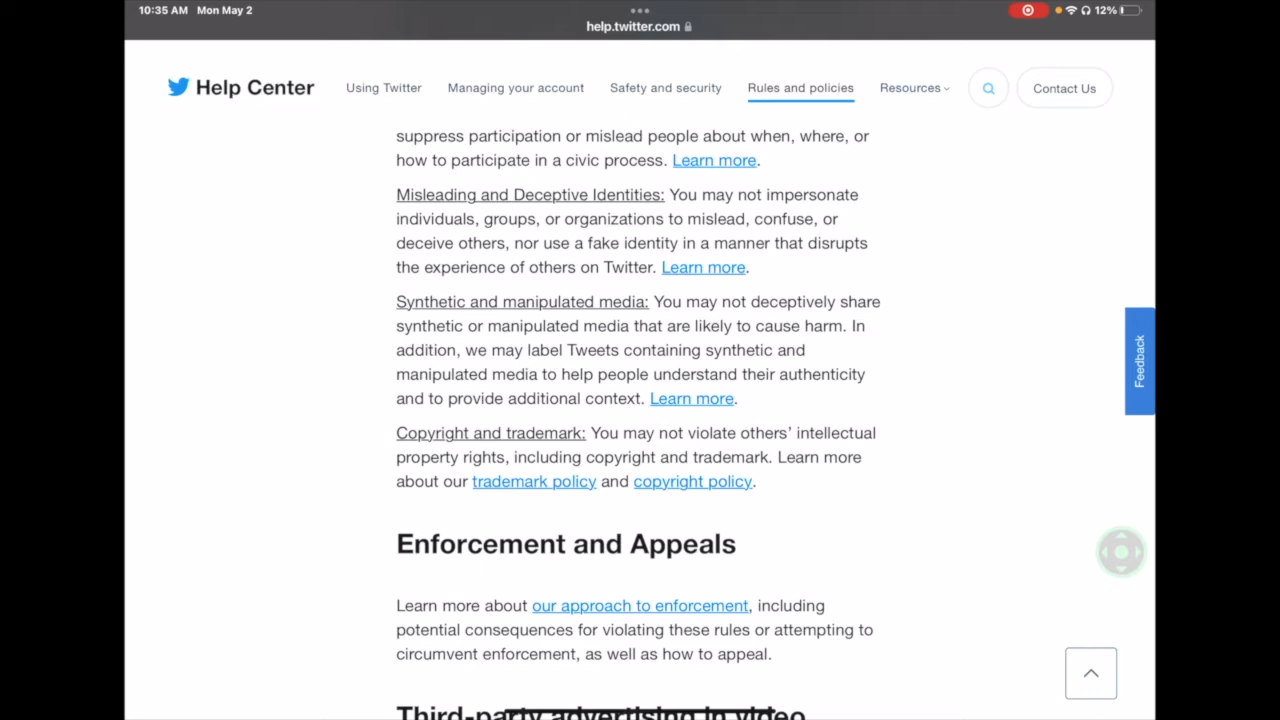 10:35 AM Mon May 2
12%
help.twitter.com
Help Center
Using Twitter
Managing your account
Safety and security
Rules and policies
Resources
Contact Us
suppress participation or mislead people about when, where, or
how to participate in a civic process. Learn more.
Misleading and Deceptive Identities: You may not impersonate
individuals, groups, or organizations to mislead, confuse, or
deceive others, nor use a fake identity in a manner that disrupts
the experience of others on Twitter. Learn more.
Synthetic and manipulated media: You may not deceptively share
synthetic or manipulated media that are likely to cause harm. In
addition, we may label Tweets containing synthetic and
manipulated media to help people understand their authenticity
and to provide additional context. Learn more.
Feedback
Copyright and trademark: You may not violate others’ intellectual
property rights, including copyright and trademark. Learn more
about our trademark policy and copyright policy.
Enforcement and Appeals
Learn more about our approach to enforcement, including
potential consequences for violating these rules or attempting to
circumvent enforcement, as well as how to appeal.
Third-party advertising in video